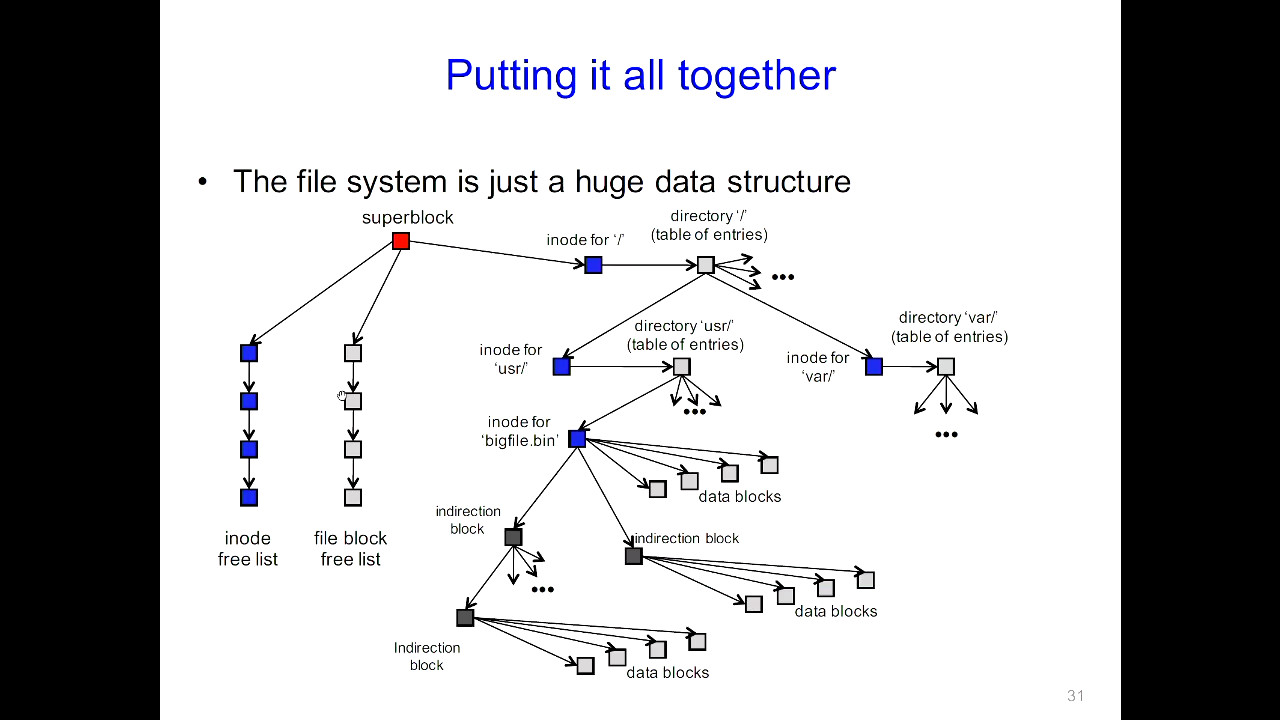 Putting it all together
• The file system is just a huge data structure
superblock
inode for ‘/’
directory ‘/’
(table of entries)
•••
directory ‘usr/’
(table of entries)
inode for
‘usr/’
•••
directory ‘var/’
(table of entries)
inode for
‘var/’
•••
inode for
‘bigfile.bin’
data blocks
indirection
block
•••
indirection block
data blocks
Indirection
block
data blocks
inode
free list
file block
free list
31